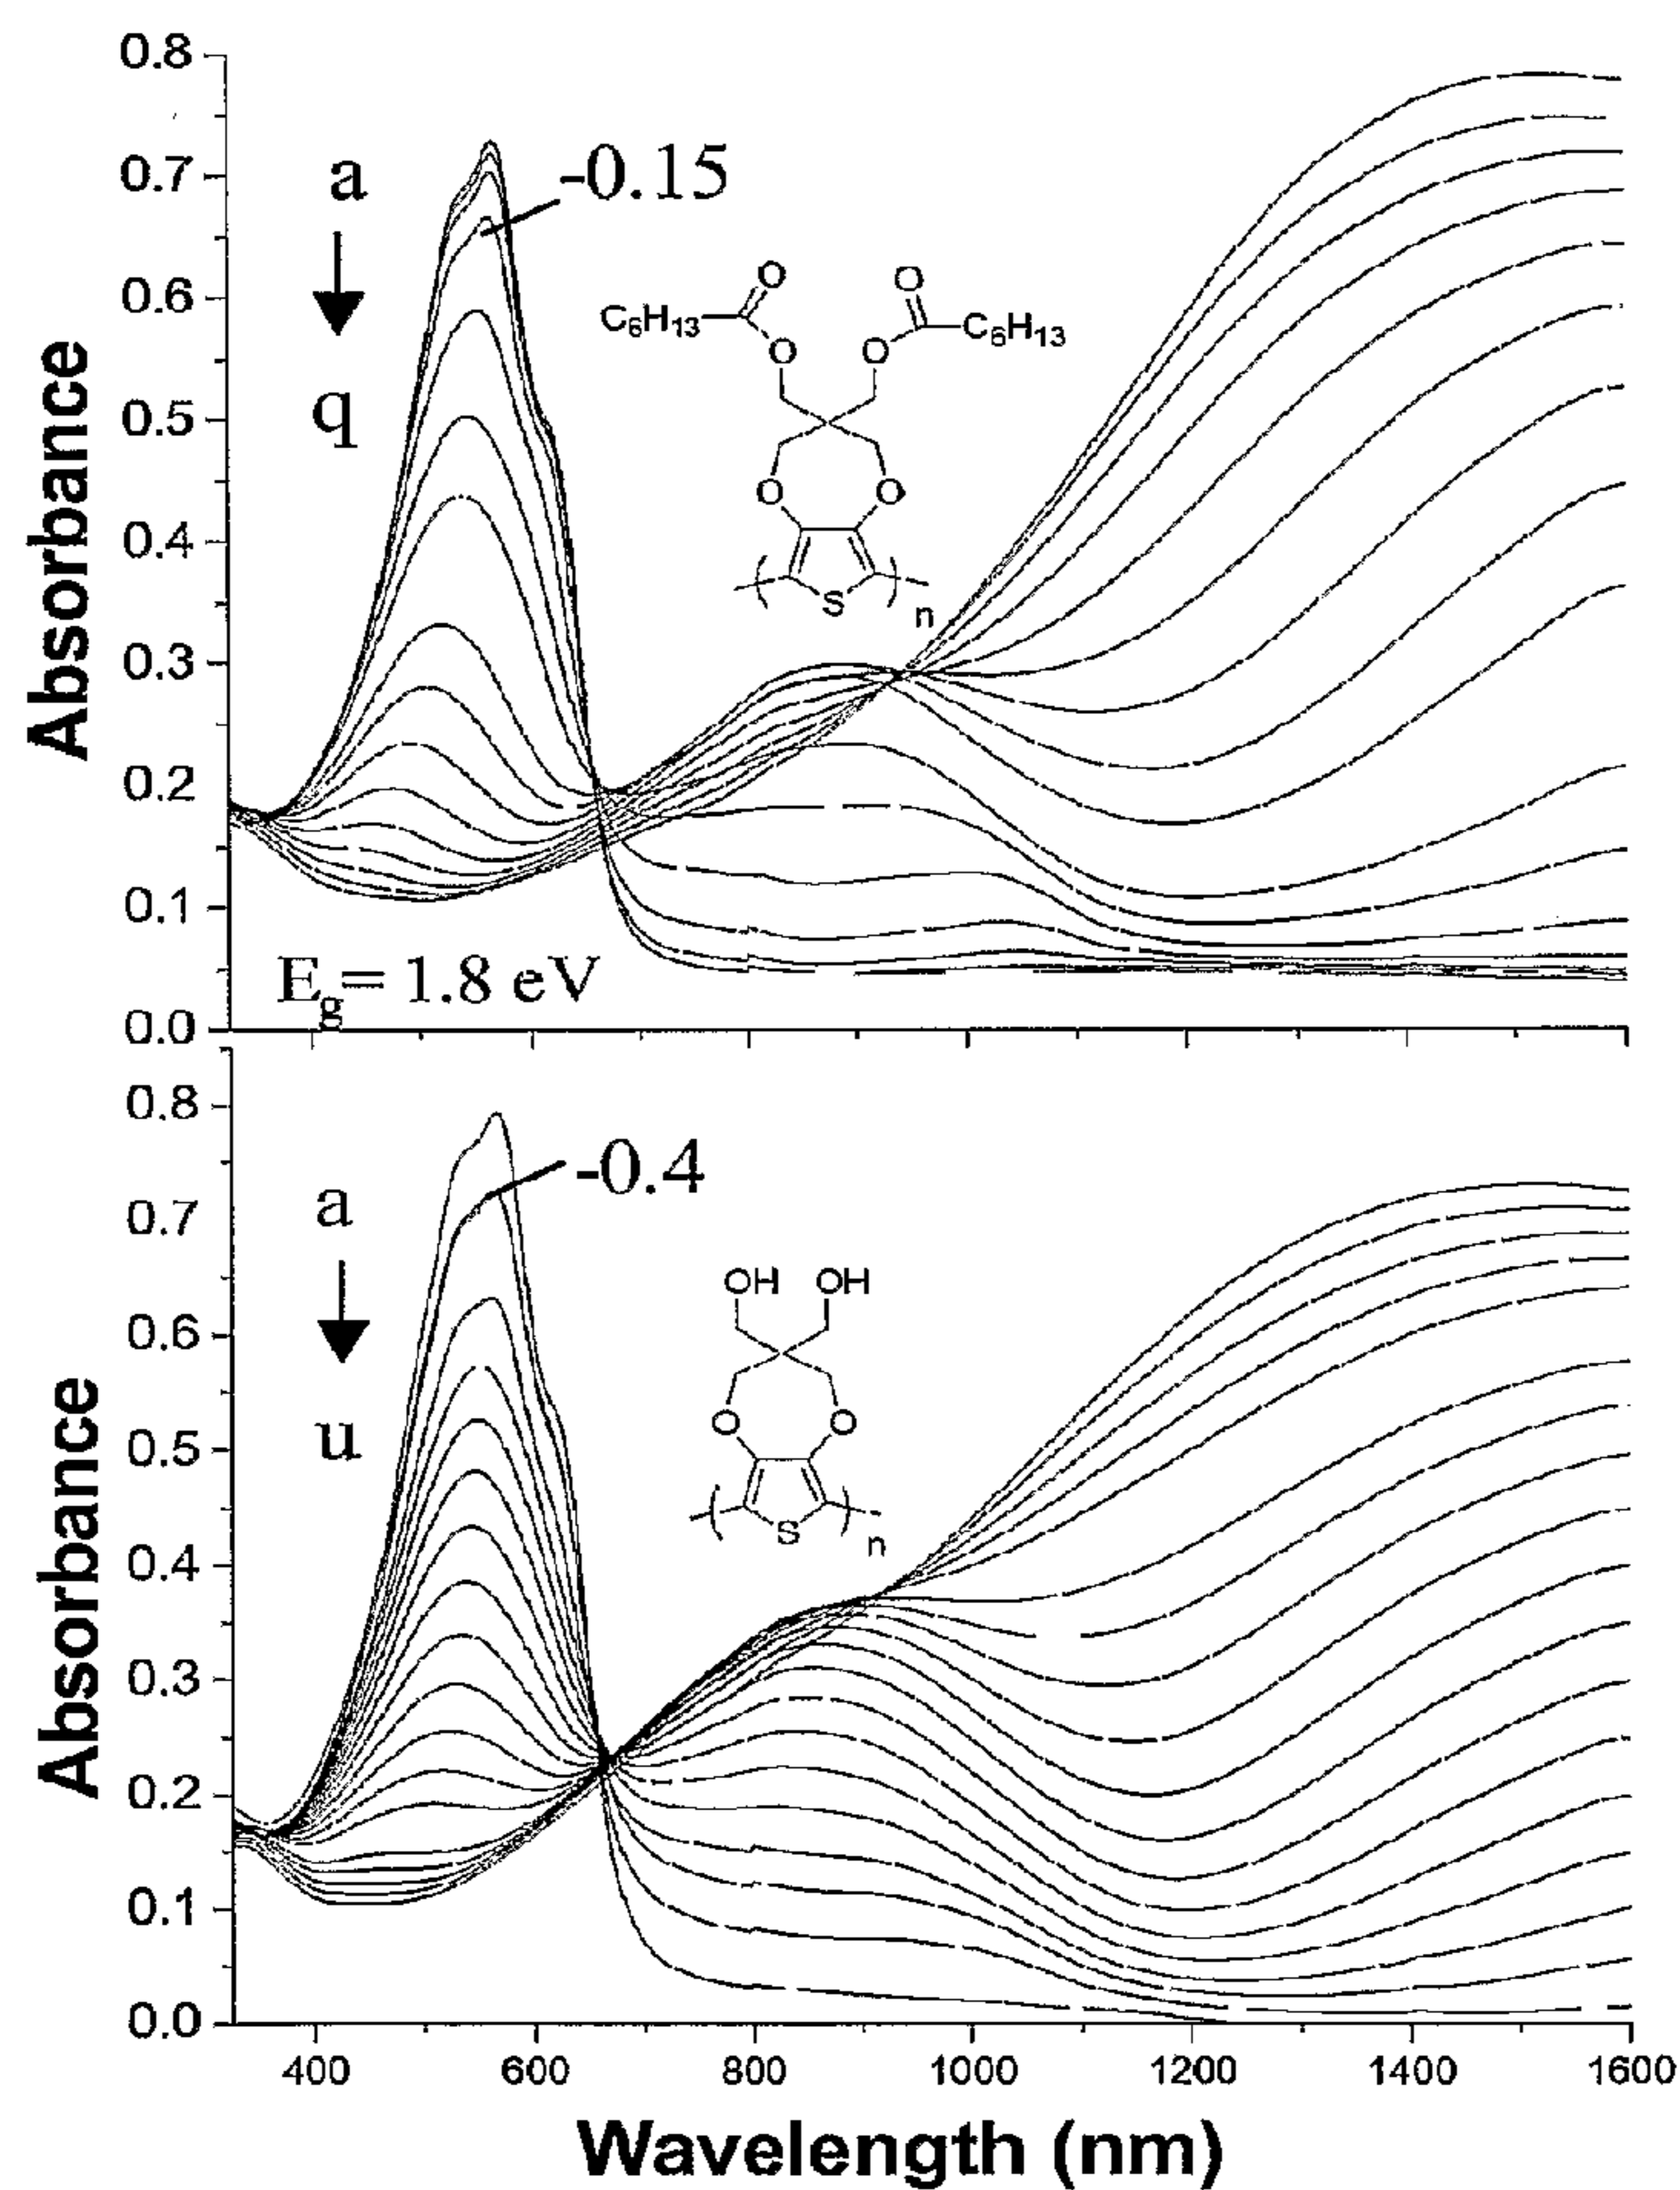 0.8
0.7
0.6
0.5
0.4
0.3
0.2
0.1
0.0
Absorbance
a
q
-0.15
O O
C6H13 C6H13
O O
O O
S
n
Eg= 1.8 eV
0.8
0.7
0.6
0.5
0.4
0.3
0.2
0.1
0.0
Absorbance
a
u
-0.4
OH OH
O O
S
n
400 600 800 1000 1200 1400 1600
Wavelength (nm)